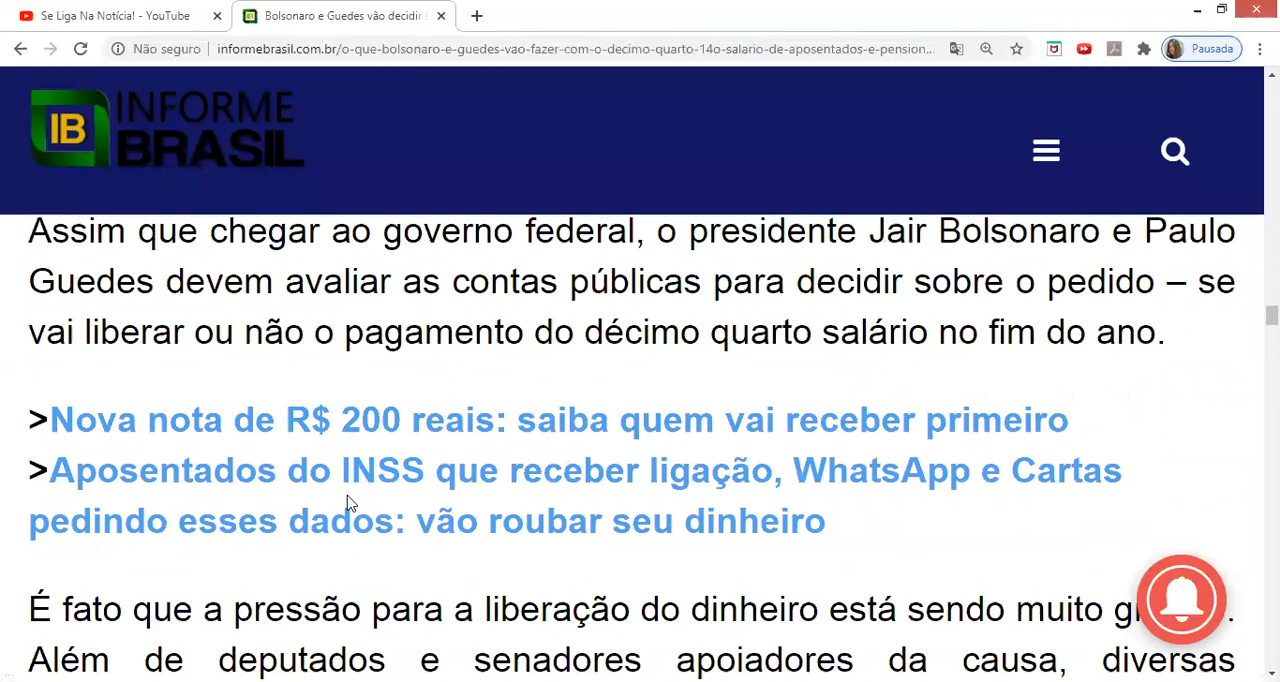 Se Liga Na Notícia! - YouTube
Bolsonaro e Guedes vão decidir
Não seguro
informebrasil.com.br/o-que-bolsonaro-e-guedes-vao-fazer-com-o-decimo-quarto-14o-salario-de-aposentados-e-pension...
Pausada
IB
INFORME
BRASIL
Assim que chegar ao governo federal, o presidente Jair Bolsonaro e Paulo
Guedes devem avaliar as contas públicas para decidir sobre o pedido – se
vai liberar ou não o pagamento do décimo quarto salário no fim do ano.
>Nova nota de R$ 200 reais: saiba quem vai receber primeiro
>Aposentados do INSS que receber ligação, WhatsApp e Cartas
pedindo esses dados: vão roubar seu dinheiro
É fato que a pressão para a liberação do dinheiro está sendo muito
Além de deputados e senadores apoiadores da causa, diversas